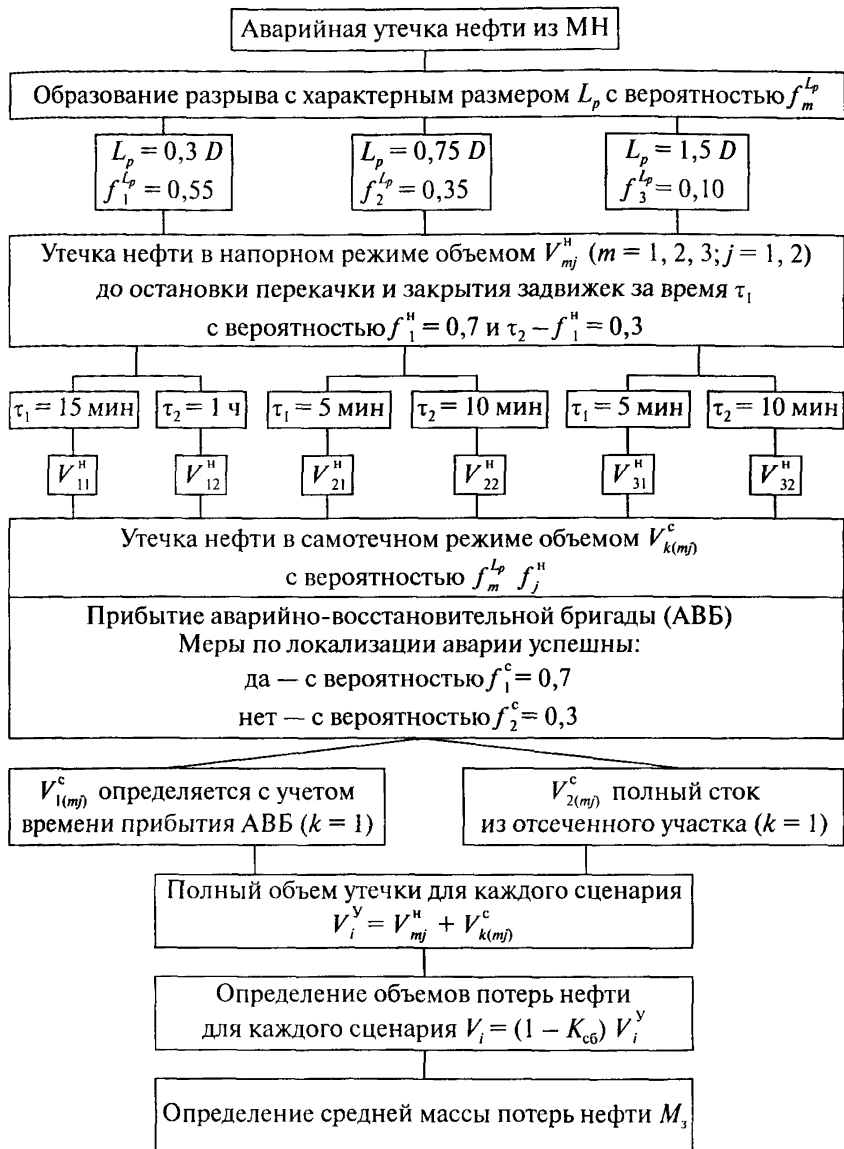 Аварийная утечка нефти из МН
Образование разрыва с характерным размером L_p с вероятностью f_m^{L_p}
L_p = 0,3 D
f_1^{L_p} = 0,55
L_p = 0,75 D
f_2^{L_p} = 0,35
L_p = 1,5 D
f_3^{L_p} = 0,10
Утечка нефти в напорном режиме объемом V_{mj}^н (m = 1, 2, 3; j = 1, 2)
до остановки перекачки и закрытия задвижек за время τ_1
с вероятностью f_1^н = 0,7 и τ_2 – f_1^н = 0,3
τ_1 = 15 мин
τ_2 = 1 ч
τ_1 = 5 мин
τ_2 = 10 мин
τ_1 = 5 мин
τ_2 = 10 мин
V_{11}^н
V_{12}^н
V_{21}^н
V_{22}^н
V_{31}^н
V_{32}^н
Утечка нефти в самотечном режиме объемом V_{k(mj)}^с
с вероятностью f_m^{L_p} f_j^н
Прибытие аварийно-восстановительной бригады (АВБ)
Меры по локализации аварии успешны:
да — с вероятностью f_1^с = 0,7
нет — с вероятностью f_2^с = 0,3
V_{1(mj)}^с определяется с учетом
времени прибытия АВБ (k = 1)
V_{2(mj)}^с полный сток
из отсеченного участка (k = 1)
Полный объем утечки для каждого сценария
V_i^У = V_{mj}^н + V_{k(mj)}^с
Определение объемов потерь нефти
для каждого сценария V_i = (1 – K_{сб}) V_i^У
Определение средней массы потерь нефти M_з